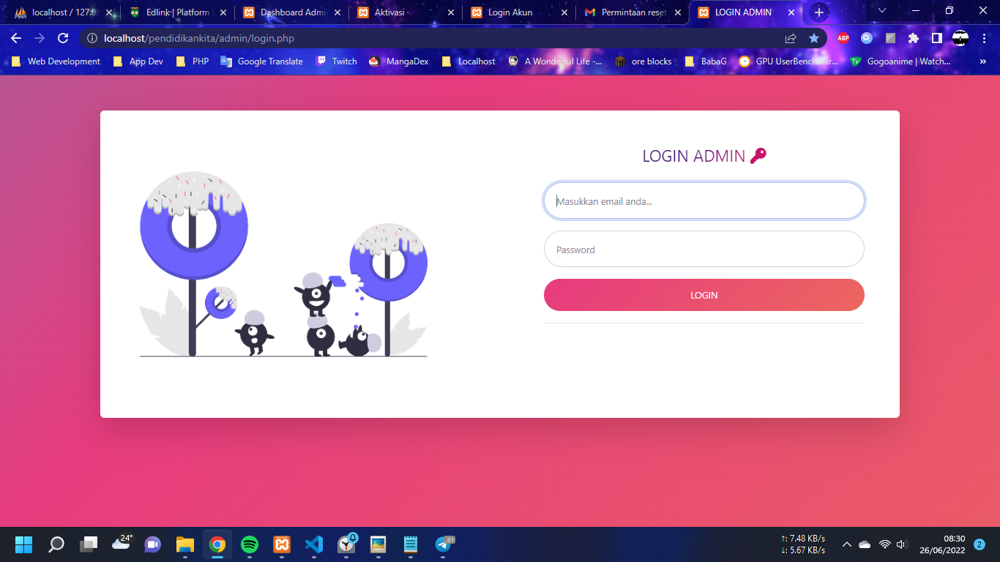 localhost / 127.0.
Edlink | Platform
Dashboard Admi
Aktivasi
Login Akun
Permintaan reset
LOGIN ADMIN
localhost/pendidikankita/admin/login.php
ABP
Web Development
App Dev
PHP
Google Translate
Twitch
MangaDex
Localhost
A Wonderful Life -...
ore blocks
BabaG
GPU UserBenchmar...
Gogoanime | Watch...
»
LOGIN ADMIN
Masukkan email anda...
Password
LOGIN
24°
91
↑: 7.48 KB/s
↓: 5.67 KB/s
08:30
26/06/2022
2